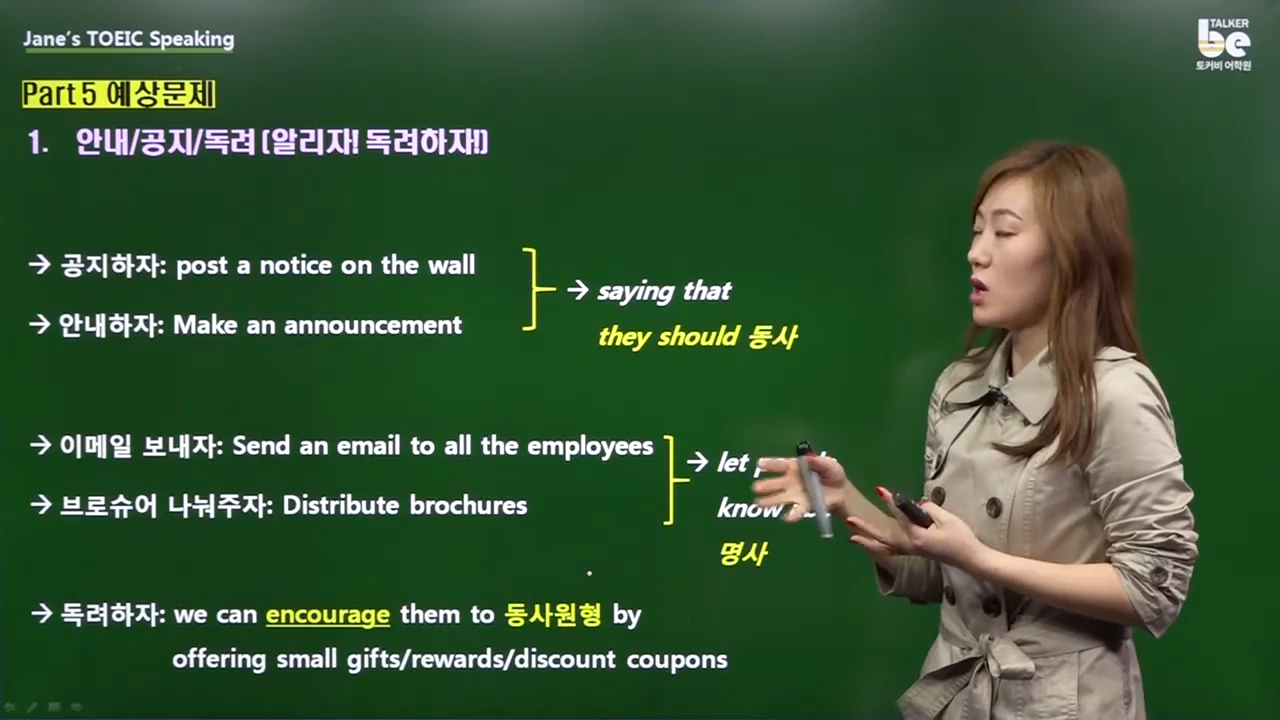 Jane's TOEIC Speaking
TALKER
be
토커비 어학원
Part 5 예상문제
1. 안내/공지/독려 (알리자! 독려하자!)
→ 공지하자: post a notice on the wall
→ 안내하자: Make an announcement
→ saying that
they should 동사
→ 이메일 보내자: Send an email to all the employees
→ 브로슈어 나눠주자: Distribute brochures
→ let
know
명사
→ 독려하자: we can encourage them to 동사원형 by
offering small gifts/rewards/discount coupons